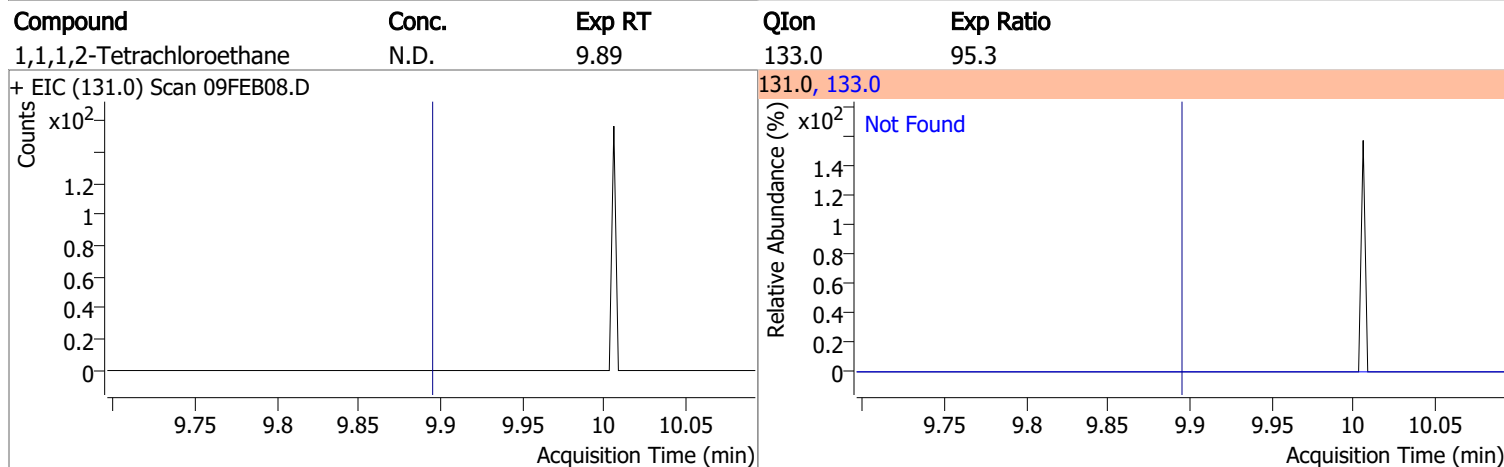 Compound Conc. Exp RT QIon Exp Ratio
1,1,1,2-Tetrachloroethane N.D. 9.89 133.0 95.3
+ EIC (131.0) Scan 09FEB08.D
Counts
x10²
1.2
1
0.8
0.6
0.4
0.2
0
9.75 9.8 9.85 9.9 9.95 10 10.05
Acquisition Time (min)
131.0, 133.0
Relative Abundance (%)
x10²
Not Found
1.4
1.2
1
0.8
0.6
0.4
0.2
0
9.75 9.8 9.85 9.9 9.95 10 10.05
Acquisition Time (min)